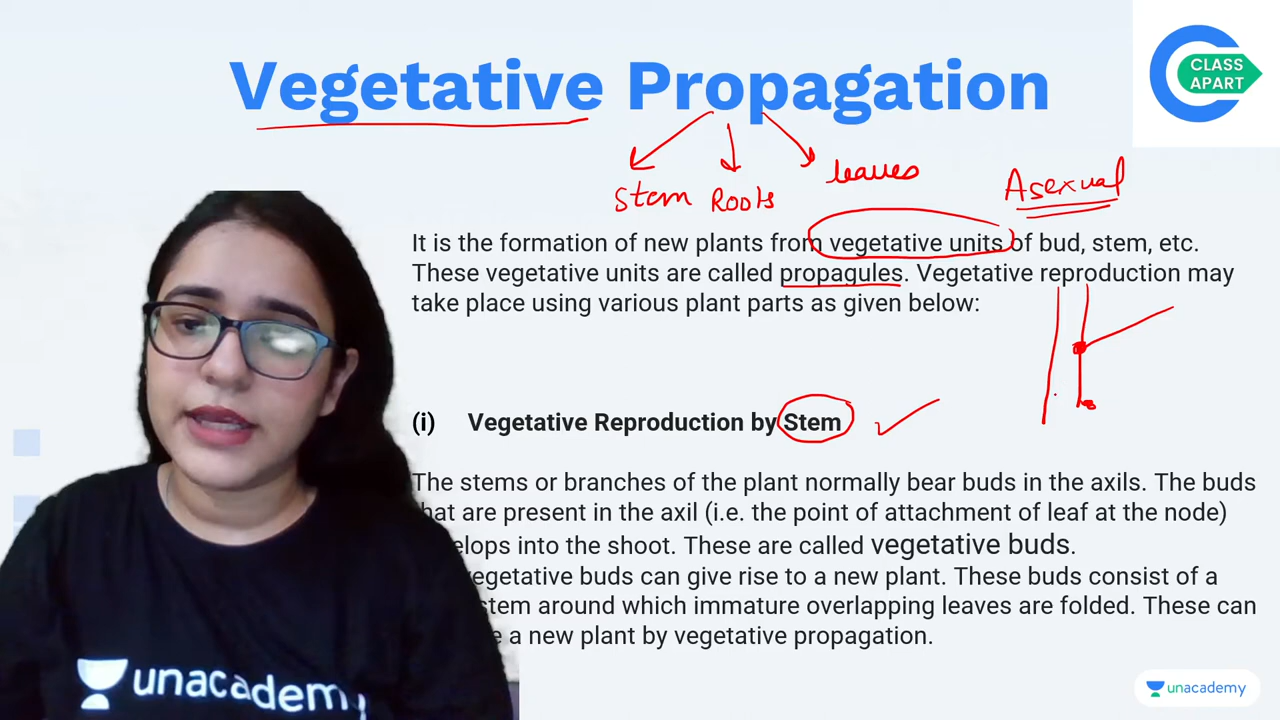 CLASS
APART
Vegetative Propagation
Stem Roots leaves
Asexual
It is the formation of new plants from vegetative units of bud, stem, etc.
These vegetative units are called propagules. Vegetative reproduction may
take place using various plant parts as given below:
(i) Vegetative Reproduction by Stem
The stems or branches of the plant normally bear buds in the axils. The buds
that are present in the axil (i.e. the point of attachment of leaf at the node)
into the shoot. These are called vegetative buds.
vegetative buds can give rise to a new plant. These buds consist of a
stem around which immature overlapping leaves are folded. These can
a new plant by vegetative propagation.
unacademy
unacademy